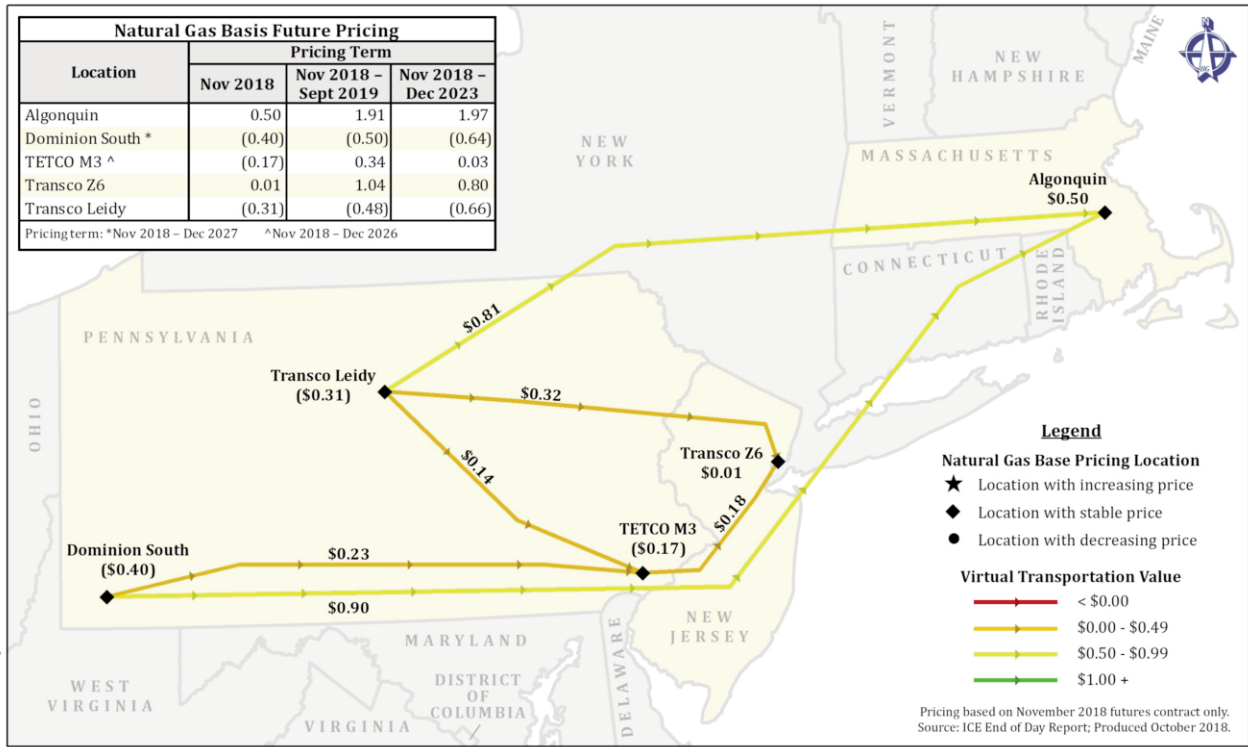 Natural Gas Basis Future Pricing
Location
Pricing Term
Nov 2018
Nov 2018 –
Sept 2019
Nov 2018 –
Dec 2023
Algonquin 0.50 1.91 1.97
Dominion South * (0.40) (0.50) (0.64)
TETCO M3 ^ (0.17) 0.34 0.03
Transco Z6 0.01 1.04 0.80
Transco Leidy (0.31) (0.48) (0.66)
Pricing term: *Nov 2018 – Dec 2027 ^Nov 2018 – Dec 2026
MAINE
VERMONT
NEW
HAMPSHIRE
NEW
YORK
MASSACHUSETTS
Algonquin
$0.50
CONNECTICUT
RHODE
ISLAND
PENNSYLVANIA
$0.81
Transco Leidy
($0.31)
$0.32
OHIO
$0.14
Transco Z6
$0.01
$0.18
TETCO M3
($0.17)
Dominion South
($0.40)
$0.23
$0.90
NEW
JERSEY
MARYLAND
DELAWARE
WEST
VIRGINIA
DISTRICT
OF
COLUMBIA
VIRGINIA
Legend
Natural Gas Base Pricing Location
Location with increasing price
Location with stable price
Location with decreasing price
Virtual Transportation Value
< $0.00
$0.00 - $0.49
$0.50 - $0.99
$1.00 +
Pricing based on November 2018 futures contract only.
Source: ICE End of Day Report; Produced October 2018.